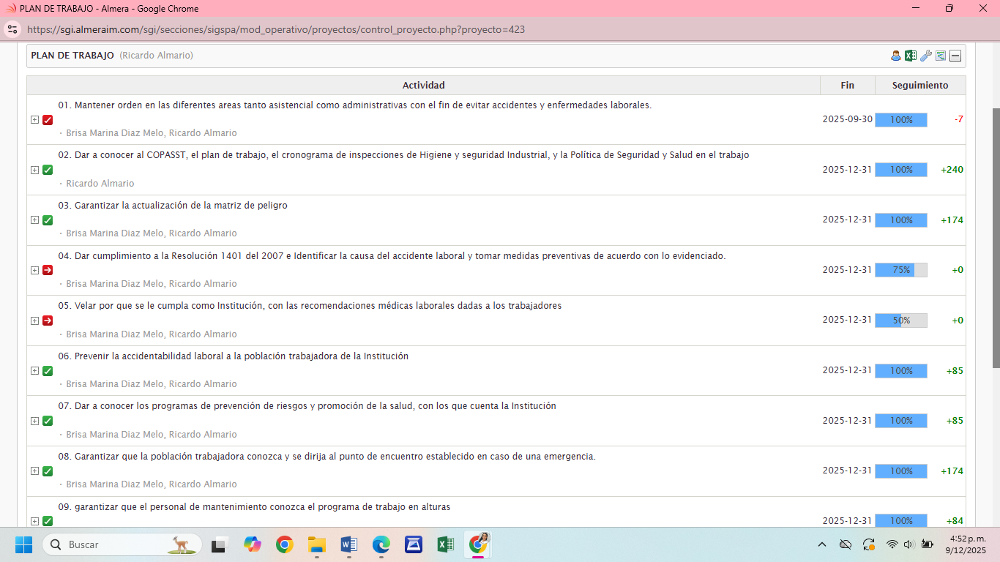 PLAN DE TRABAJO - Almera - Google Chrome
https://sgi.almeraim.com/sgi/secciones/sigspa/mod_operativo/proyectos/control_proyecto.php?proyecto=423
PLAN DE TRABAJO (Ricardo Almario)
Actividad Fin Seguimiento
01. Mantener orden en las diferentes areas tanto asistencial como administrativas con el fin de evitar accidentes y enfermedades laborales.
2025-09-30 100% -7
· Brisa Marina Diaz Melo, Ricardo Almario
02. Dar a conocer al COPASST, el plan de trabajo, el cronograma de inspecciones de Higiene y seguridad Industrial, y la Política de Seguridad y Salud en el trabajo
2025-12-31 100% +240
· Ricardo Almario
03. Garantizar la actualización de la matriz de peligro
2025-12-31 100% +174
· Brisa Marina Diaz Melo, Ricardo Almario
04. Dar cumplimiento a la Resolución 1401 del 2007 e Identificar la causa del accidente laboral y tomar medidas preventivas de acuerdo con lo evidenciado.
2025-12-31 75% +0
· Brisa Marina Diaz Melo, Ricardo Almario
05. Velar por que se le cumpla como Institución, con las recomendaciones médicas laborales dadas a los trabajadores
2025-12-31 50% +0
· Brisa Marina Diaz Melo, Ricardo Almario
06. Prevenir la accidentabilidad laboral a la población trabajadora de la Institución
2025-12-31 100% +85
· Brisa Marina Diaz Melo, Ricardo Almario
07. Dar a conocer los programas de prevención de riesgos y promoción de la salud, con los que cuenta la Institución
2025-12-31 100% +85
· Brisa Marina Diaz Melo, Ricardo Almario
08. Garantizar que la población trabajadora conozca y se dirija al punto de encuentro establecido en caso de una emergencia.
2025-12-31 100% +174
· Brisa Marina Diaz Melo, Ricardo Almario
09. garantizar que el personal de mantenimiento conozca el programa de trabajo en alturas
2025-12-31 100% +84
Buscar
4:52 p. m.
9/12/2025